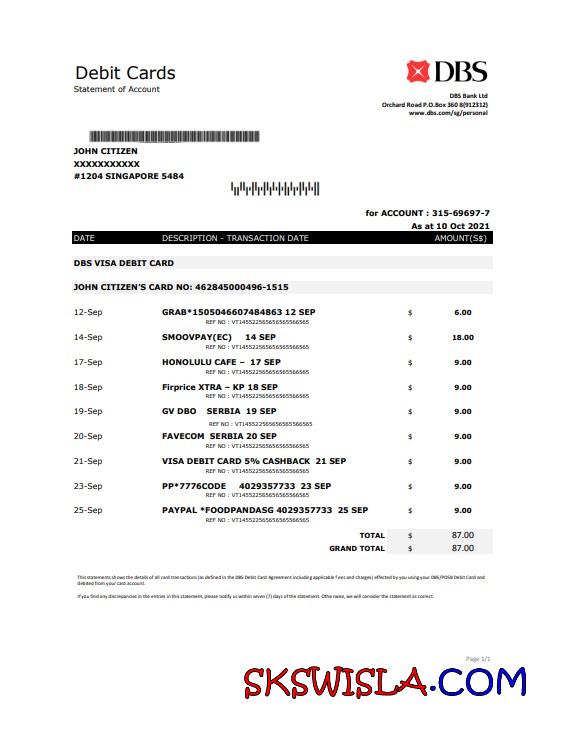 Debit Cards
Statement of Account
DBS
DBS Bank Ltd
Orchard Road P.O.Box 360 8(912312)
www.dbs.com/sg/personal
JOHN CITIZEN
XXXXXXXXXXX
#1204 SINGAPORE 5484
for ACCOUNT : 315-69697-7
As at 10 Oct 2021
DATE DESCRIPTION - TRANSACTION DATE AMOUNT(S$)
DBS VISA DEBIT CARD
JOHN CITIZEN'S CARD NO: 462845000496-1515
12-Sep GRAB*1505046607484863 12 SEP $ 6.00
REF NO : VT145522565656565566565
14-Sep SMOOVPAY(EC) 14 SEP $ 18.00
REF NO : VT145522565656565566565
17-Sep HONOLULU CAFE – 17 SEP $ 9.00
REF NO : VT145522565656565566565
18-Sep Firprice XTRA – KP 18 SEP $ 9.00
REF NO : VT145522565656565566565
19-Sep GV DBO SERBIA 19 SEP $ 9.00
REF NO : VT145522565656565566565
20-Sep FAVECOM SERBIA 20 SEP $ 9.00
REF NO : VT145522565656565566565
21-Sep VISA DEBIT CARD 5% CASHBACK 21 SEP $ 9.00
REF NO : VT145522565656565566565
23-Sep PP*7776CODE 4029357733 23 SEP $ 9.00
REF NO : VT145522565656565566565
25-Sep PAYPAL *FOODPANDASG 4029357733 25 SEP $ 9.00
REF NO : VT145522565656565566565
TOTAL $ 87.00
GRAND TOTAL $ 87.00
This statements shows the details of all card transactions (as defined in the DBS Debit Card Agreement including applicable f ees and charges) effected by you using your DBS/POSB Debit Card and
debited from your card account.
If you find any discrepancies in the entries in this statement, please notify us within seven (7) days of the statement. Othe rwise, we will consider the statement as correct.
Page 1/1
SKSWISLA.COM